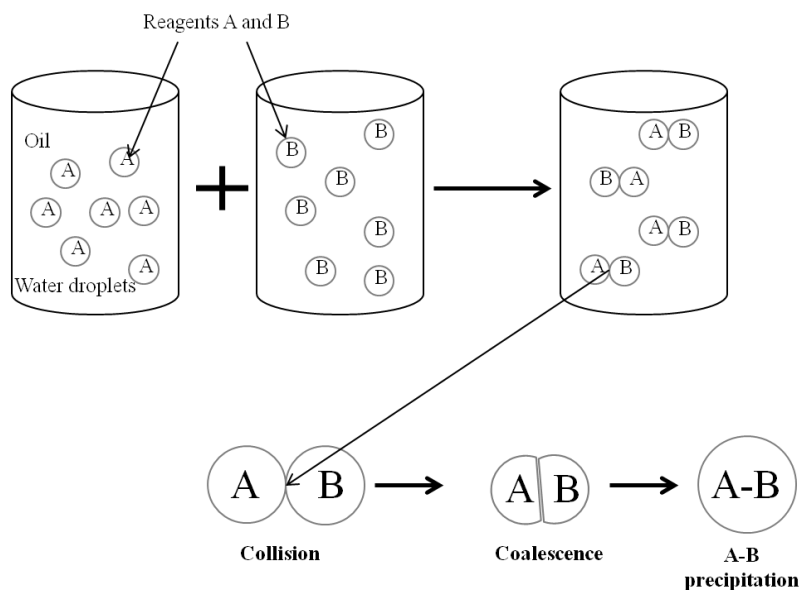 Reagents A and B
Oil
A
A
A
A
A
A
A
Water droplets
B
B
B
B
B
B
B
A B
B A
A B
A B
A B
A B
A-B
Collision
Coalescence
A-B
precipitation